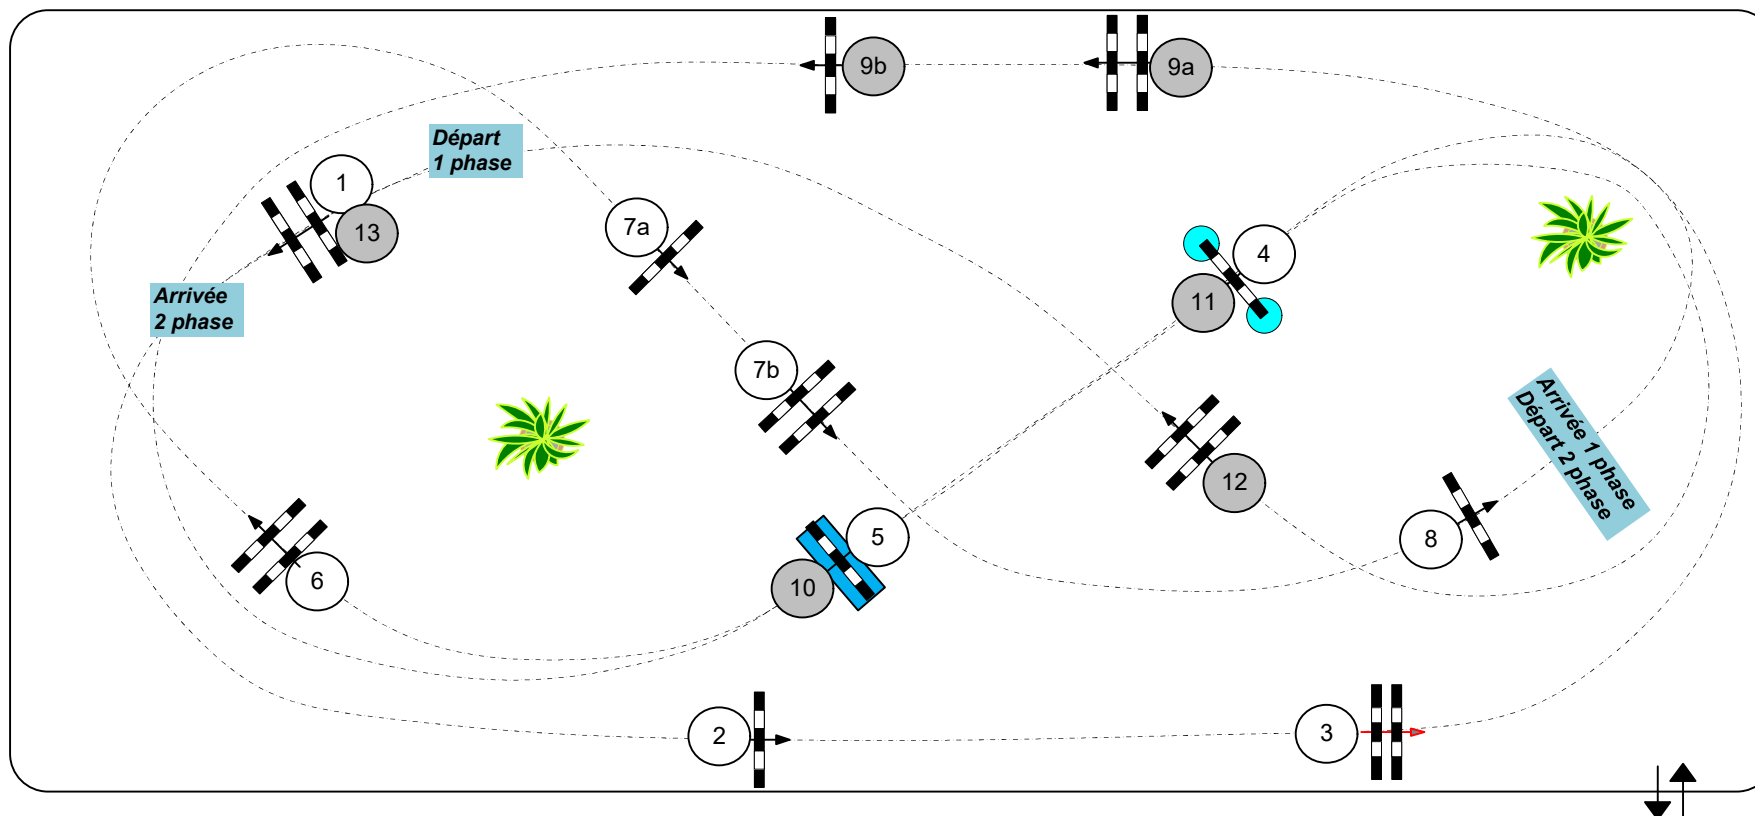 9b
9a
Départ
1 phase
1
13
7a
4
11
Arrivée
2 phase
7b
Arrivée 1 phase
Départ 2 phase
12
5
8
6
10
2
3